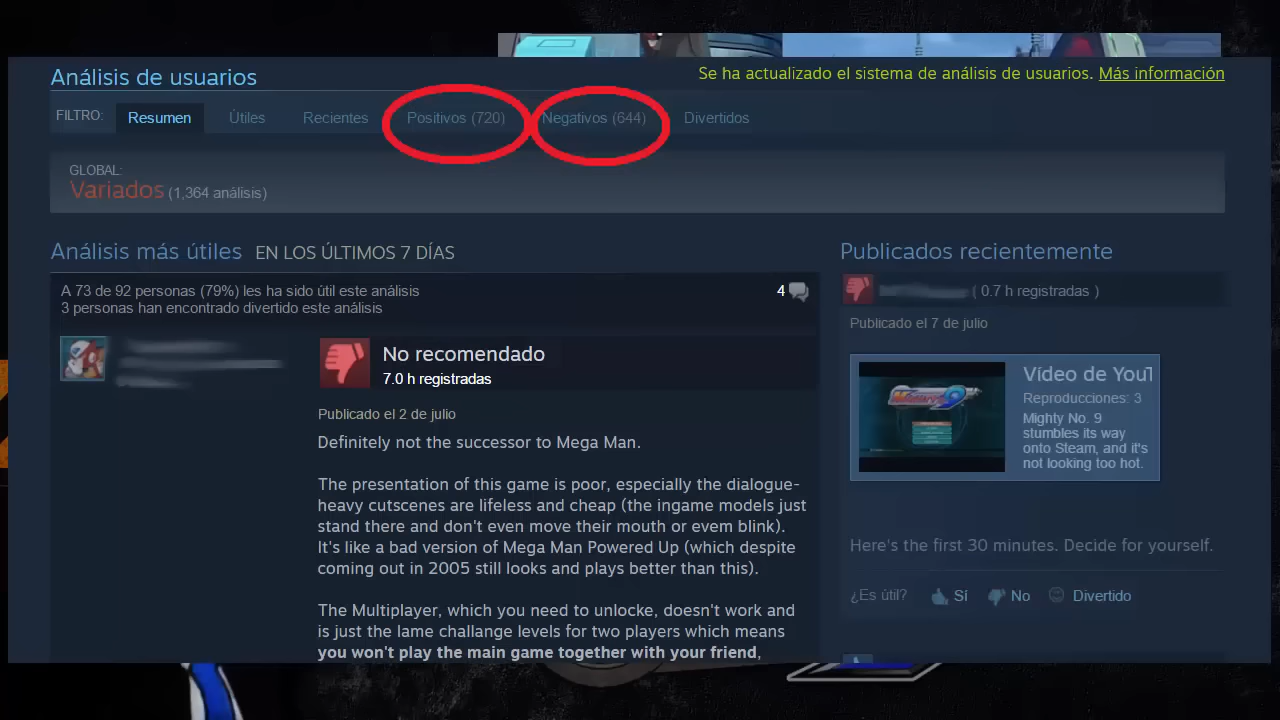 Análisis de usuarios
Se ha actualizado el sistema de análisis de usuarios. Más información
FILTRO: Resumen Útiles Recientes Positivos (720) Negativos (644) Divertidos
GLOBAL:
Variados (1,364 análisis)
Análisis más útiles EN LOS ÚLTIMOS 7 DÍAS
A 73 de 92 personas (79%) les ha sido útil este análisis
3 personas han encontrado divertido este análisis
4
No recomendado
7.0 h registradas
Publicado el 2 de julio
Definitely not the successor to Mega Man.
The presentation of this game is poor, especially the dialogue-
heavy cutscenes are lifeless and cheap (the ingame models just
stand there and don't even move their mouth or evem blink).
It's like a bad version of Mega Man Powered Up (which despite
coming out in 2005 still looks and plays better than this).
The Multiplayer, which you need to unlocke, doesn't work and
is just the lame challange levels for two players which means
you won't play the main game together with your friend,
Publicados recientemente
( 0.7 h registradas )
Publicado el 7 de julio
Vídeo de YouT
Reproducciones: 3
Mighty No. 9
stumbles its way
onto Steam, and it's
not looking too hot.
Here's the first 30 minutes. Decide for yourself.
¿Es útil? Sí No Divertido